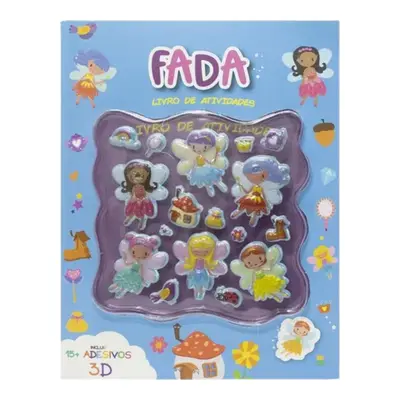 FADA
LIVRO DE ATIVIDADES
LIVRO DE ATIVIDADES
INCLUI
15+ ADESIVOS
3D